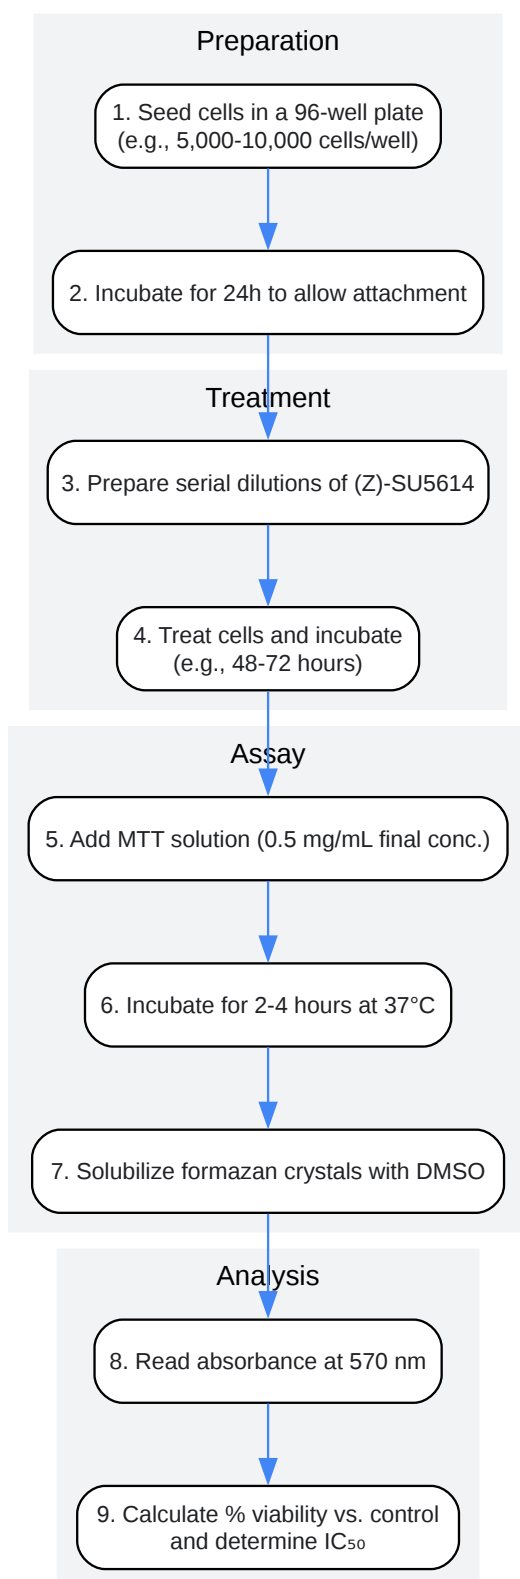 Preparation
1. Seed cells in a 96-well plate
(e.g., 5,000-10,000 cells/well)
2. Incubate for 24h to allow attachment
Treatment
3. Prepare serial dilutions of (Z)-SU5614
4. Treat cells and incubate
(e.g., 48-72 hours)
Assay
5. Add MTT solution (0.5 mg/mL final conc.)
6. Incubate for 2-4 hours at 37°C
7. Solubilize formazan crystals with DMSO
Analysis
8. Read absorbance at 570 nm
9. Calculate % viability vs. control
and determine IC₅₀